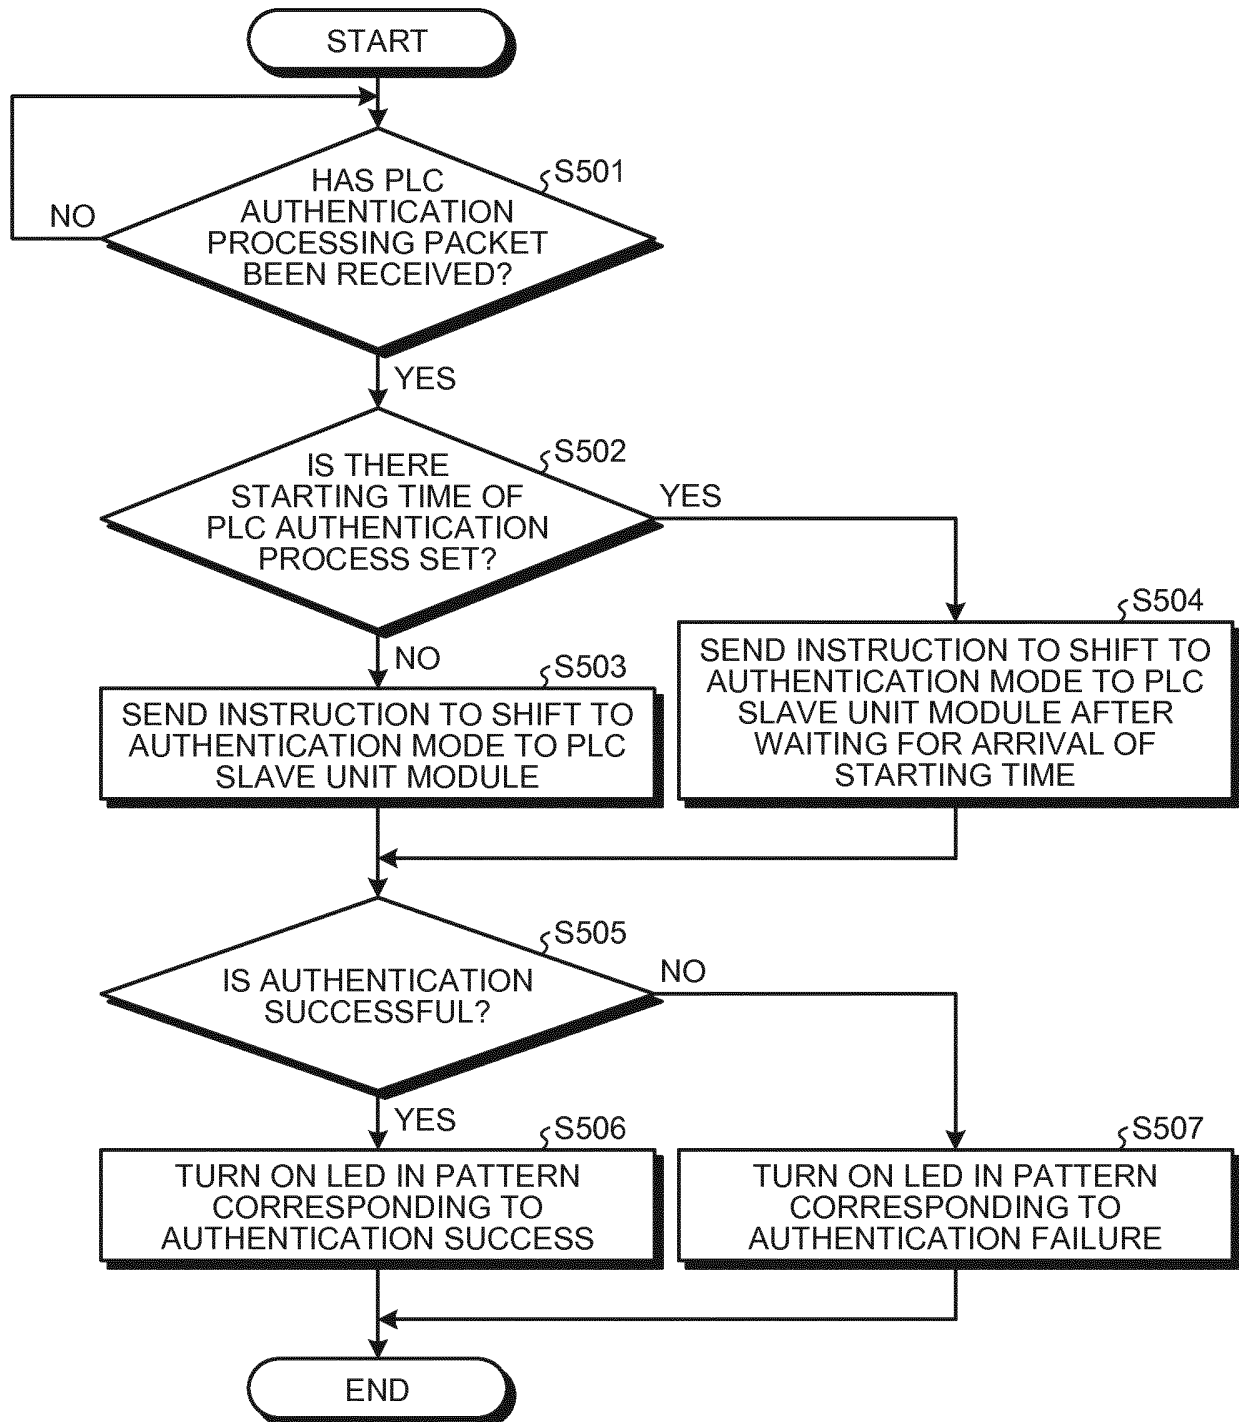 START
S501
HAS PLC
AUTHENTICATION
PROCESSING PACKET
BEEN RECEIVED?
NO
YES
S502
IS THERE
STARTING TIME OF
PLC AUTHENTICATION
PROCESS SET?
YES
NO
S503
SEND INSTRUCTION TO SHIFT TO
AUTHENTICATION MODE TO PLC
SLAVE UNIT MODULE
S504
SEND INSTRUCTION TO SHIFT TO
AUTHENTICATION MODE TO PLC
SLAVE UNIT MODULE AFTER
WAITING FOR ARRIVAL OF
STARTING TIME
S505
IS AUTHENTICATION
SUCCESSFUL?
NO
YES
S506
TURN ON LED IN PATTERN
CORRESPONDING TO
AUTHENTICATION SUCCESS
S507
TURN ON LED IN PATTERN
CORRESPONDING TO
AUTHENTICATION FAILURE
END